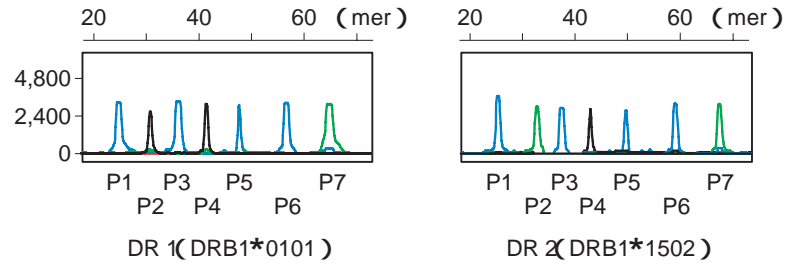 20 40 60 (mer) 20 40 60 (mer)
4,800
2,400
0
P1 P3 P5 P7 P1 P3 P5 P7
P2 P4 P6 P2 P4 P6
DR 1(DRB1*0101) DR 2(DRB1*1502)